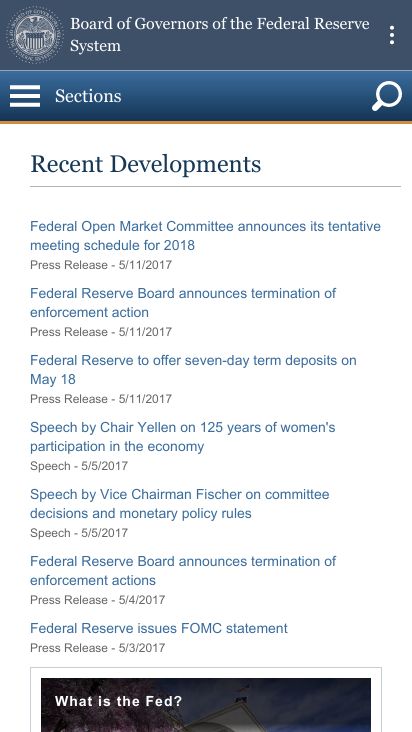 Board of Governors of the Federal Reserve
System
Sections
Recent Developments
Federal Open Market Committee announces its tentative
meeting schedule for 2018
Press Release - 5/11/2017
Federal Reserve Board announces termination of
enforcement action
Press Release - 5/11/2017
Federal Reserve to offer seven-day term deposits on
May 18
Press Release - 5/11/2017
Speech by Chair Yellen on 125 years of women's
participation in the economy
Speech - 5/5/2017
Speech by Vice Chairman Fischer on committee
decisions and monetary policy rules
Speech - 5/5/2017
Federal Reserve Board announces termination of
enforcement actions
Press Release - 5/4/2017
Federal Reserve issues FOMC statement
Press Release - 5/3/2017
What is the Fed?